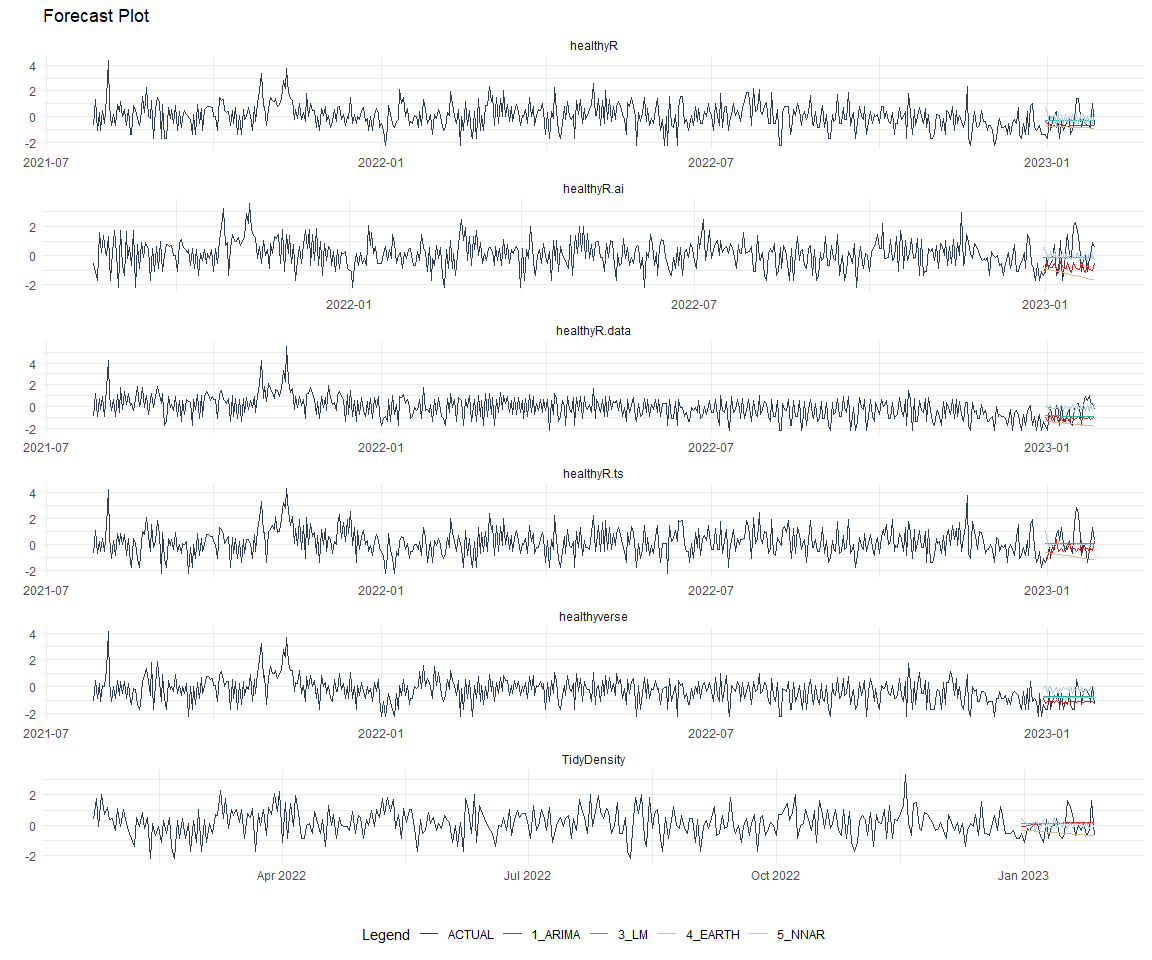 Forecast Plot
healthyR
4
2
0
-2
2021-07 2022-01 2022-07 2023-01
healthyR.ai
2
0
-2
2022-01 2022-07 2023-01
healthyR.data
4
2
0
-2
2021-07 2022-01 2022-07 2023-01
healthyR.ts
4
2
0
-2
2021-07 2022-01 2022-07 2023-01
healthyverse
4
2
0
-2
2021-07 2022-01 2022-07 2023-01
TidyDensity
2
0
-2
Apr 2022 Jul 2022 Oct 2022 Jan 2023
Legend ACTUAL 1_ARIMA 3_LM 4_EARTH 5_NNAR